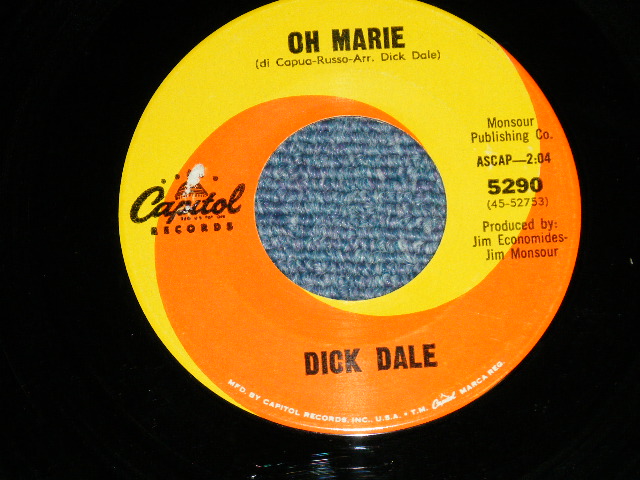 OH MARIE
(di Capua-Russo-Arr. Dick Dale)
Monsour
Publishing Co.
ASCAP—2:04
5290
(45-52753)
Produced by:
Jim Economides-
Jim Monsour
Capitol
RECORDS
DICK DALE
MFD. BY CAPITOL RECORDS, INC., U.S.A. • T.M. Capitol MARCA REG.